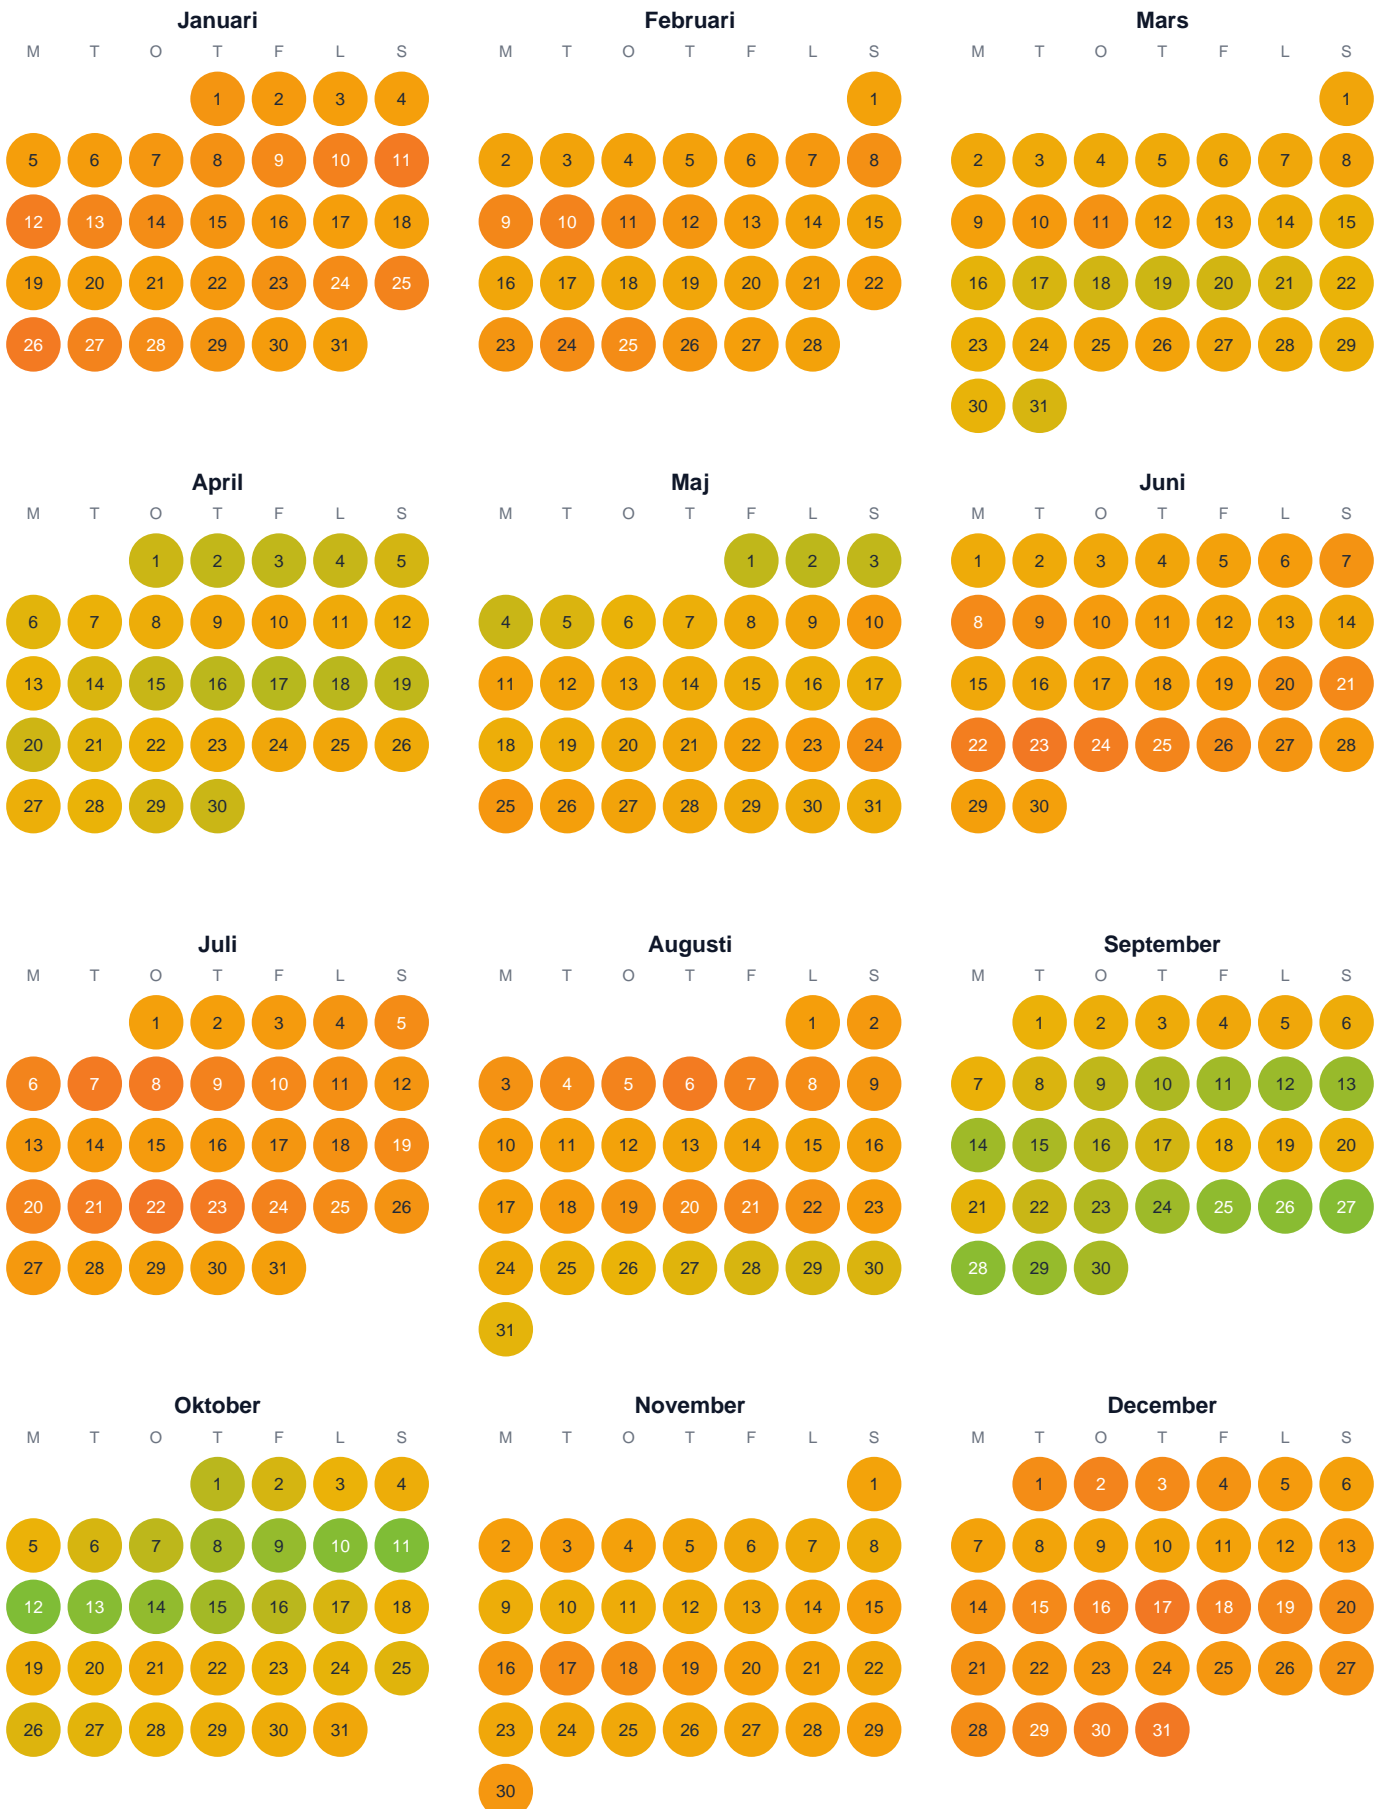 Januari Februari Mars
M T O T F L S M T O T F L S M T O T F L S
1 2 3 4 1 1
5 6 7 8 9 10 11 2 3 4 5 6 7 8 2 3 4 5 6 7 8
12 13 14 15 16 17 18 9 10 11 12 13 14 15 9 10 11 12 13 14 15
19 20 21 22 23 24 25 16 17 18 19 20 21 22 16 17 18 19 20 21 22
26 27 28 29 30 31 23 24 25 26 27 28 23 24 25 26 27 28 29
30 31
April Maj Juni
M T O T F L S M T O T F L S M T O T F L S
1 2 3 4 5 1 2 3 1 2 3 4 5 6 7
6 7 8 9 10 11 12 4 5 6 7 8 9 10 8 9 10 11 12 13 14
13 14 15 16 17 18 19 11 12 13 14 15 16 17 15 16 17 18 19 20 21
20 21 22 23 24 25 26 18 19 20 21 22 23 24 22 23 24 25 26 27 28
27 28 29 30 25 26 27 28 29 30 31 29 30
Juli Augusti September
M T O T F L S M T O T F L S M T O T F L S
1 2 3 4 5 1 2 1 2 3 4 5 6
6 7 8 9 10 11 12 3 4 5 6 7 8 9 7 8 9 10 11 12 13
13 14 15 16 17 18 19 10 11 12 13 14 15 16 14 15 16 17 18 19 20
20 21 22 23 24 25 26 17 18 19 20 21 22 23 21 22 23 24 25 26 27
27 28 29 30 31 24 25 26 27 28 29 30 28 29 30
31
Oktober November December
M T O T F L S M T O T F L S M T O T F L S
1 2 3 4 1 1 2 3 4 5 6
5 6 7 8 9 10 11 2 3 4 5 6 7 8 7 8 9 10 11 12 13
12 13 14 15 16 17 18 9 10 11 12 13 14 15 14 15 16 17 18 19 20
19 20 21 22 23 24 25 16 17 18 19 20 21 22 21 22 23 24 25 26 27
26 27 28 29 30 31 23 24 25 26 27 28 29 28 29 30 31
30